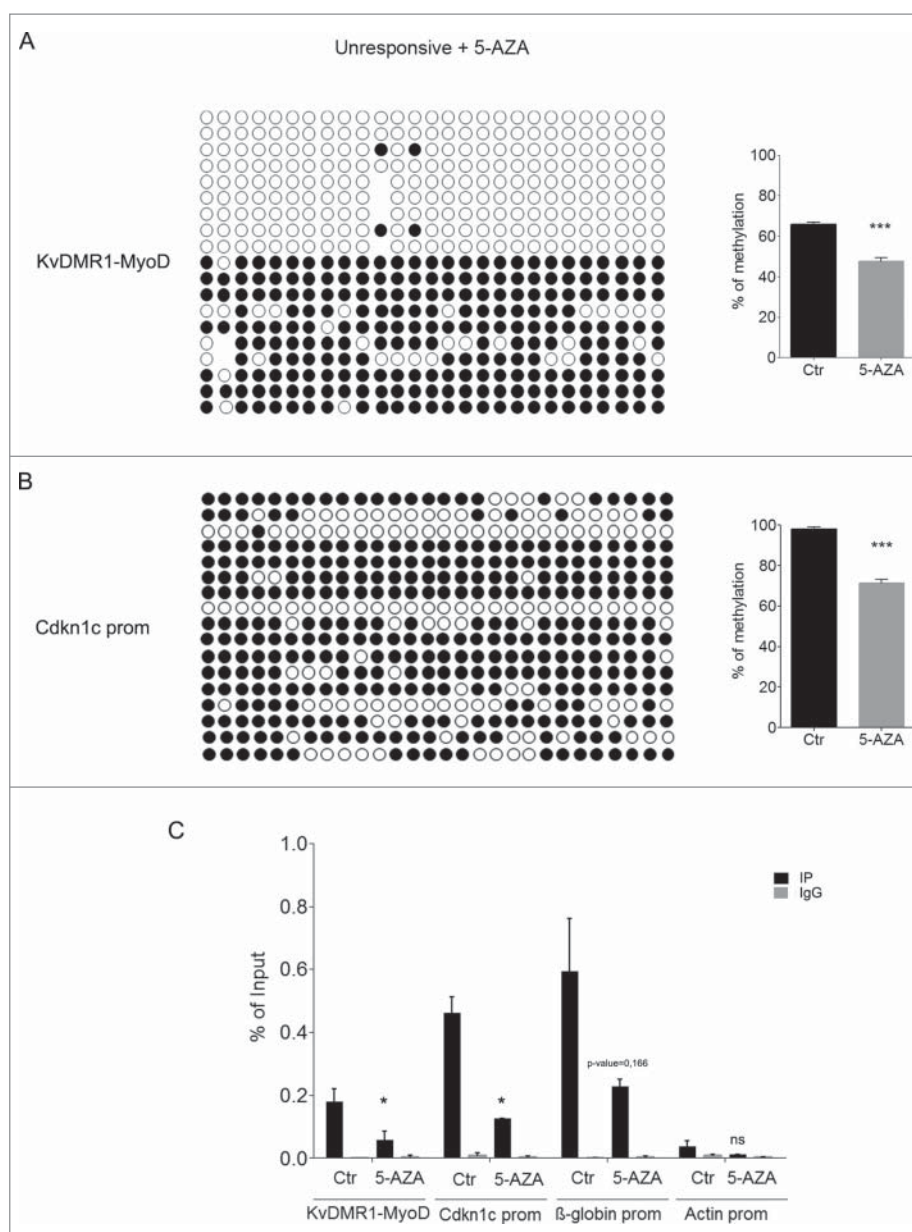 A
Unresponsive + 5-AZA
KvDMR1-MyoD
% of methylation
100
80
60
40
20
0
***
Ctr 5-AZA
B
Cdkn1c prom
% of methylation
100
80
60
40
20
0
***
Ctr 5-AZA
C
% of Input
1.0
0.8
0.6
0.4
0.2
0.0
IP
IgG
*
*
p-value=0,166
ns
Ctr 5-AZA Ctr 5-AZA Ctr 5-AZA Ctr 5-AZA
KvDMR1-MyoD Cdkn1c prom ß-globin prom Actin prom